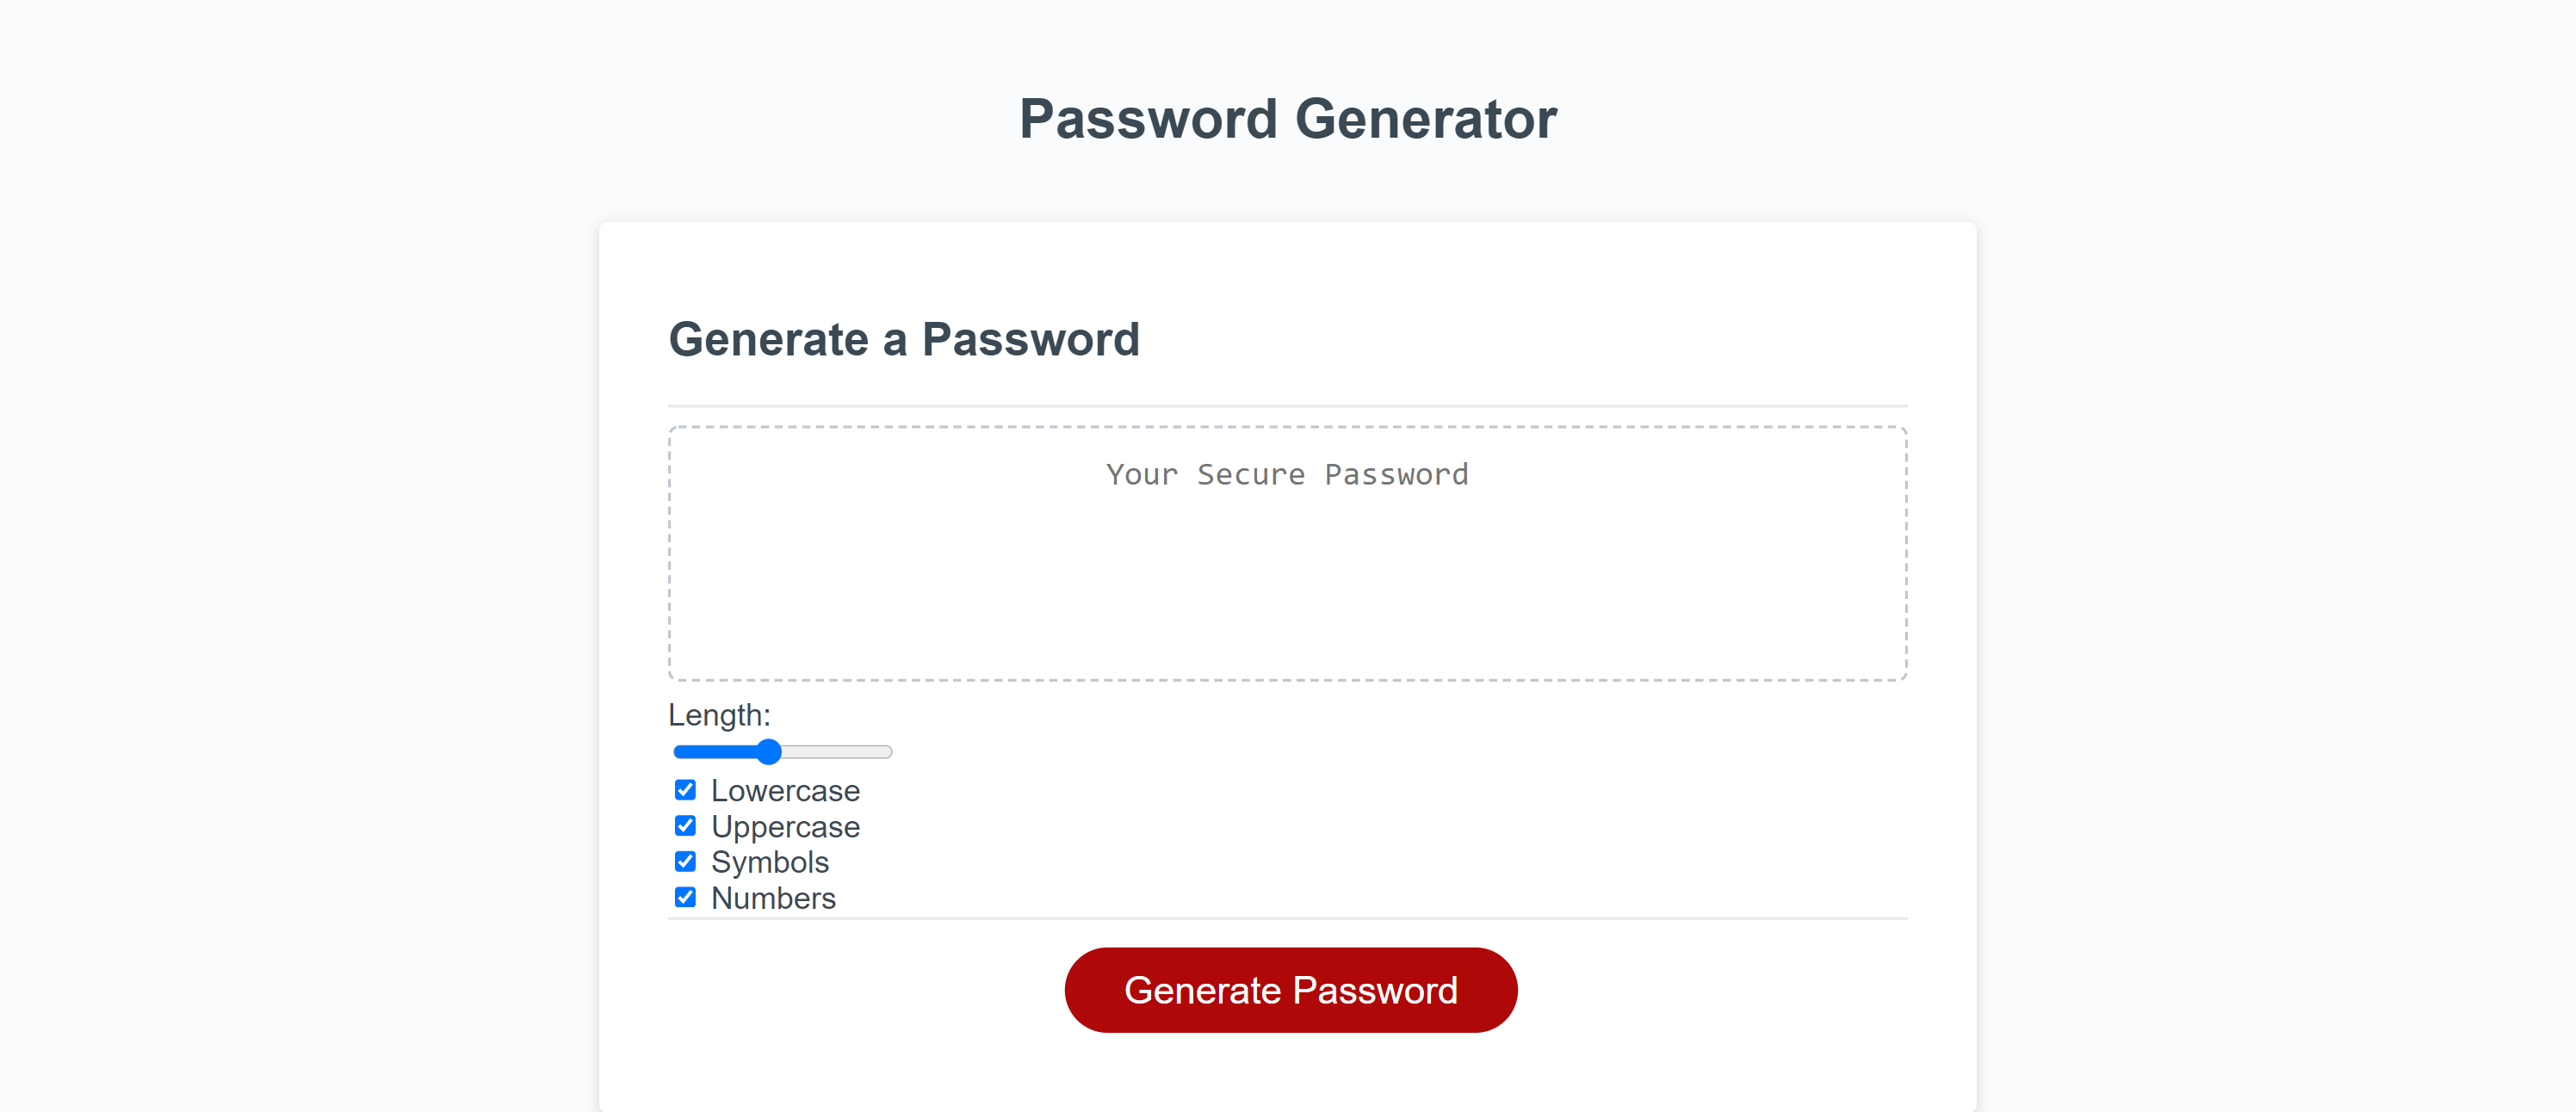 Password Generator
Generate a Password
Your Secure Password
Length:
Lowercase
Uppercase
Symbols
Numbers
Generate Password